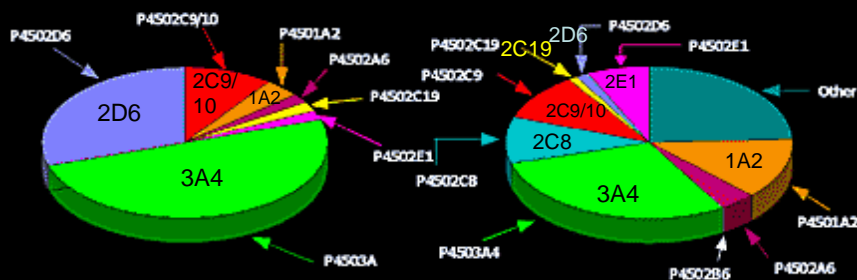 P4502D6
P4502C9/10
P4501A2
P4502A6
P4502C19
P4502E1
P4503A
2D6
2C9/
10
1A2
3A4
P4502C19
2C19
2D6
P4502D6
P4502E1
P4502C9
Other
P4502C8
P4501A2
P4503A4
P4502B6
P4502A6
2E1
2C9/10
2C8
3A4
1A2